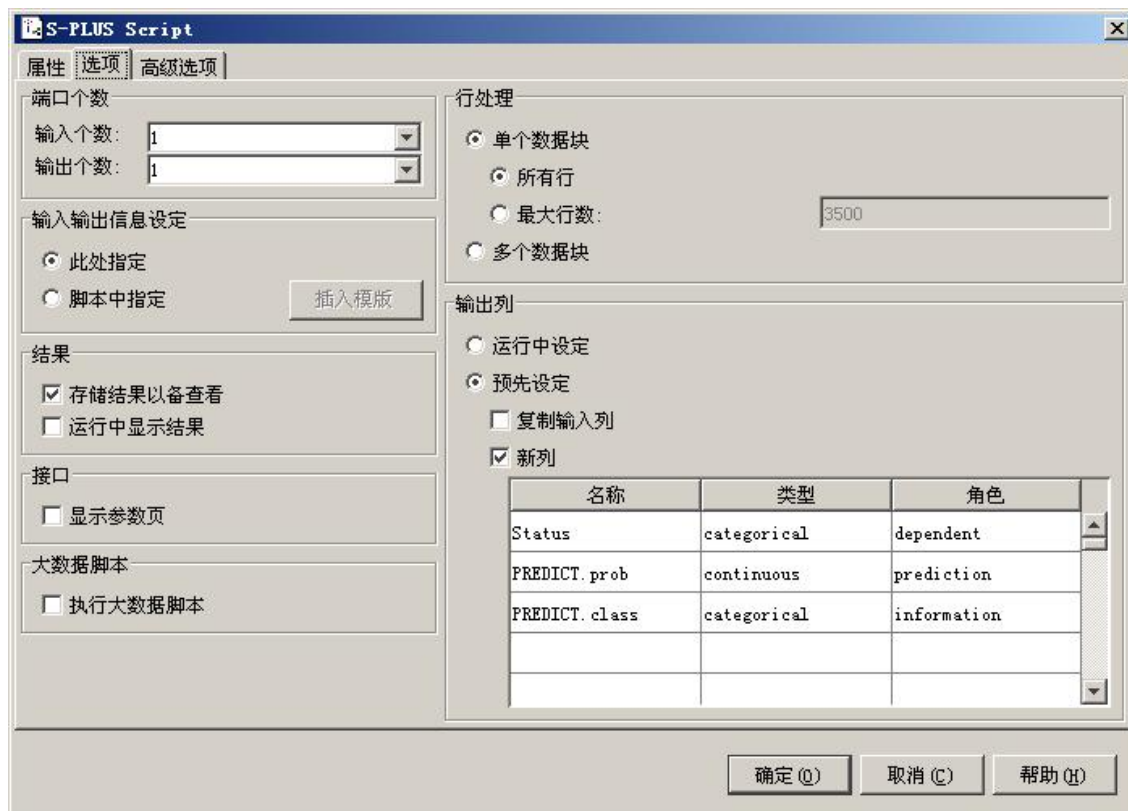 S-PLUS Script
属性 选项 高级选项
端口个数
输入个数: 1
输出个数: 1
输入输出信息设定
此处指定
脚本中指定 插入模版
结果
存储结果以备查看
运行中显示结果
接口
显示参数页
大数据脚本
执行大数据脚本
行处理
单个数据块
所有行
最大行数: 3500
多个数据块
输出列
运行中设定
预先设定
复制输入列
新列
名称 类型 角色
Status categorical dependent
PREDICT.prob continuous prediction
PREDICT.class categorical information
确定(O) 取消(C) 帮助(H)